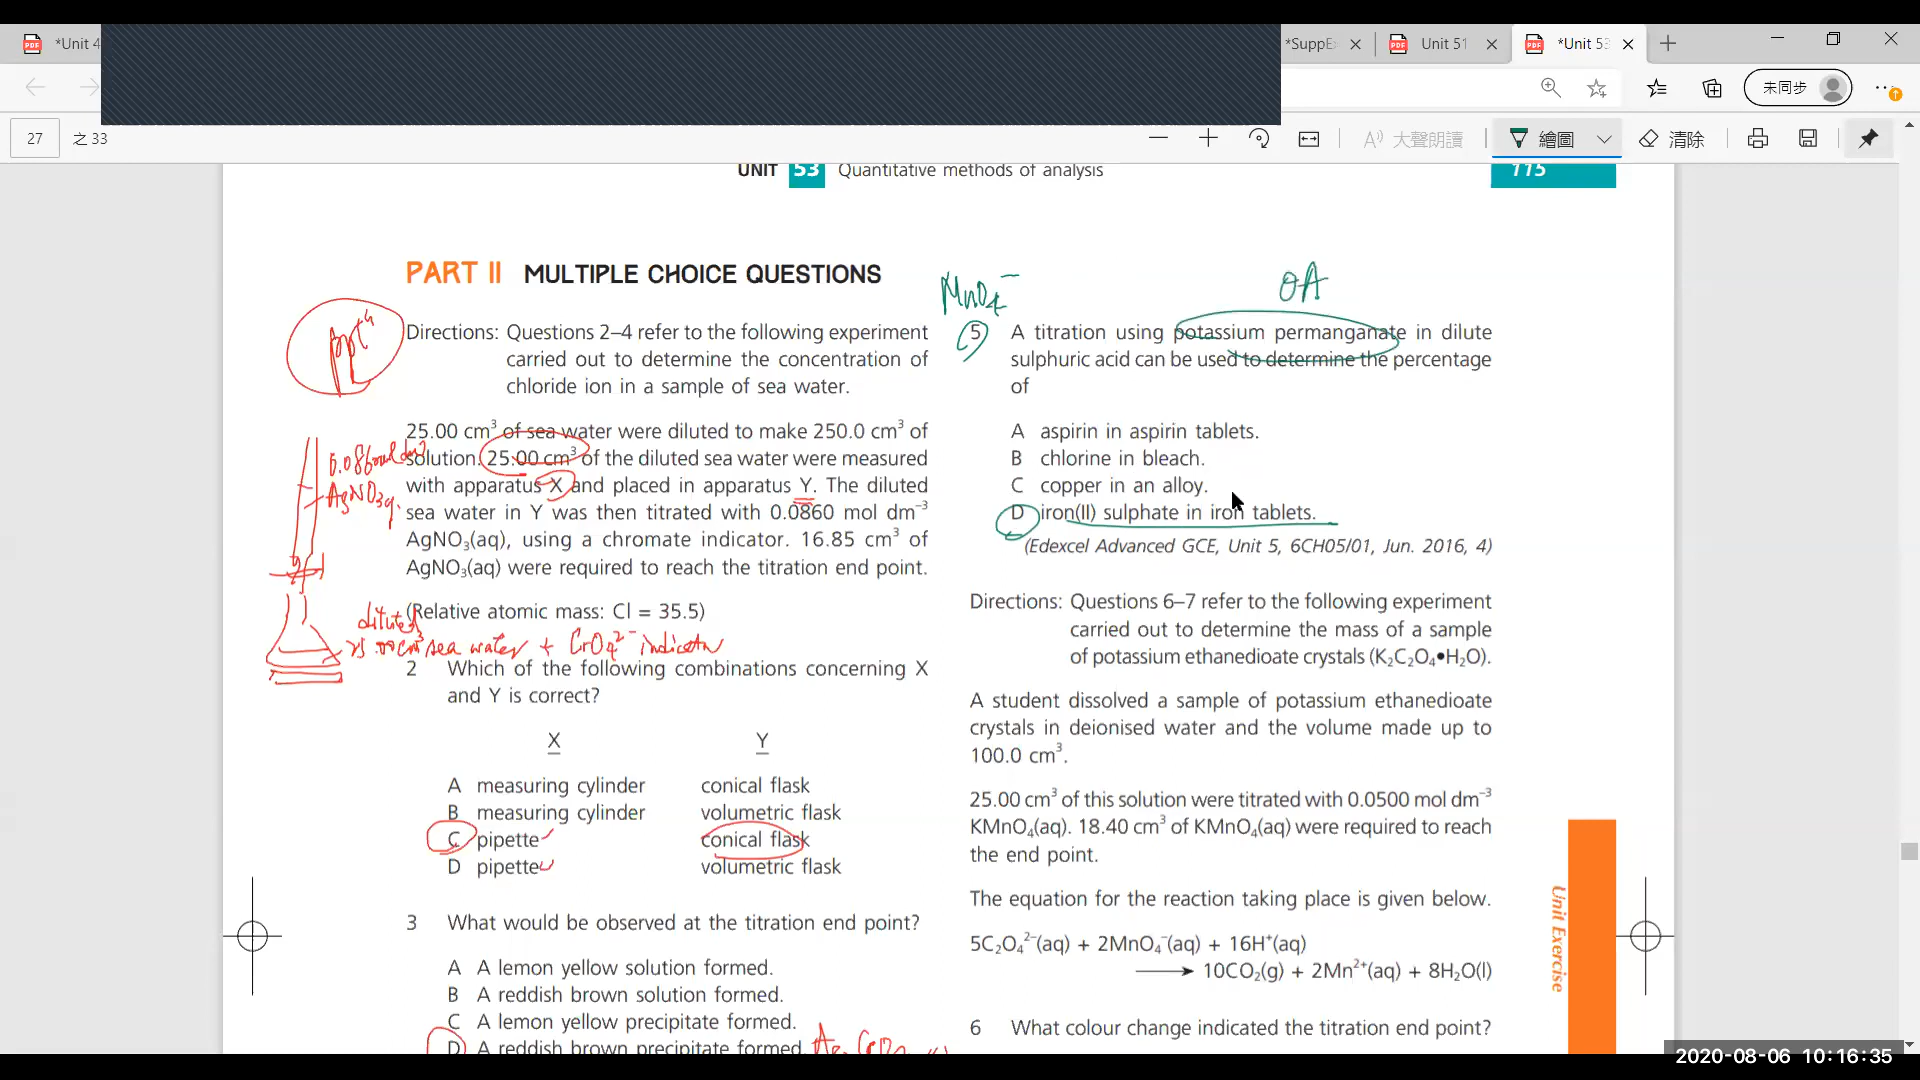 *Unit 4
*SuppE
Unit 51
*Unit 53
未同步
27 之 33
大聲朗讀
繪圖
清除
UNIT 53 Quantitative methods of analysis
115
PART II MULTIPLE CHOICE QUESTIONS
pptⁿ
Directions: Questions 2–4 refer to the following experiment
carried out to determine the concentration of
chloride ion in a sample of sea water.
25.00 cm³ of sea water were diluted to make 250.0 cm³ of
solution. 25.00 cm³ of the diluted sea water were measured
with apparatus X and placed in apparatus Y. The diluted
sea water in Y was then titrated with 0.0860 mol dm⁻³
AgNO₃(aq), using a chromate indicator. 16.85 cm³ of
AgNO₃(aq) were required to reach the titration end point.
AgNO₃
(Relative atomic mass: Cl = 35.5)
diluted
25.00cm³ sea water + CrO₄²⁻ indicator
2 Which of the following combinations concerning X
and Y is correct?
X Y
A measuring cylinder conical flask
B measuring cylinder volumetric flask
C pipette conical flask
D pipette volumetric flask
3 What would be observed at the titration end point?
A A lemon yellow solution formed.
B A reddish brown solution formed.
C A lemon yellow precipitate formed.
D A reddish brown precipitate formed.
MnO₄⁻
OA
5 A titration using potassium permanganate in dilute
sulphuric acid can be used to determine the percentage
of
A aspirin in aspirin tablets.
B chlorine in bleach.
C copper in an alloy.
D iron(II) sulphate in iron tablets.
(Edexcel Advanced GCE, Unit 5, 6CH05/01, Jun. 2016, 4)
Directions: Questions 6–7 refer to the following experiment
carried out to determine the mass of a sample
of potassium ethanedioate crystals (K₂C₂O₄•H₂O).
A student dissolved a sample of potassium ethanedioate
crystals in deionised water and the volume made up to
100.0 cm³.
25.00 cm³ of this solution were titrated with 0.0500 mol dm⁻³
KMnO₄(aq). 18.40 cm³ of KMnO₄(aq) were required to reach
the end point.
The equation for the reaction taking place is given below.
5C₂O₄²⁻(aq) + 2MnO₄⁻(aq) + 16H⁺(aq)
⟶ 10CO₂(g) + 2Mn²⁺(aq) + 8H₂O(l)
6 What colour change indicated the titration end point?
Unit Exercise
2020-08-06 10:16:35